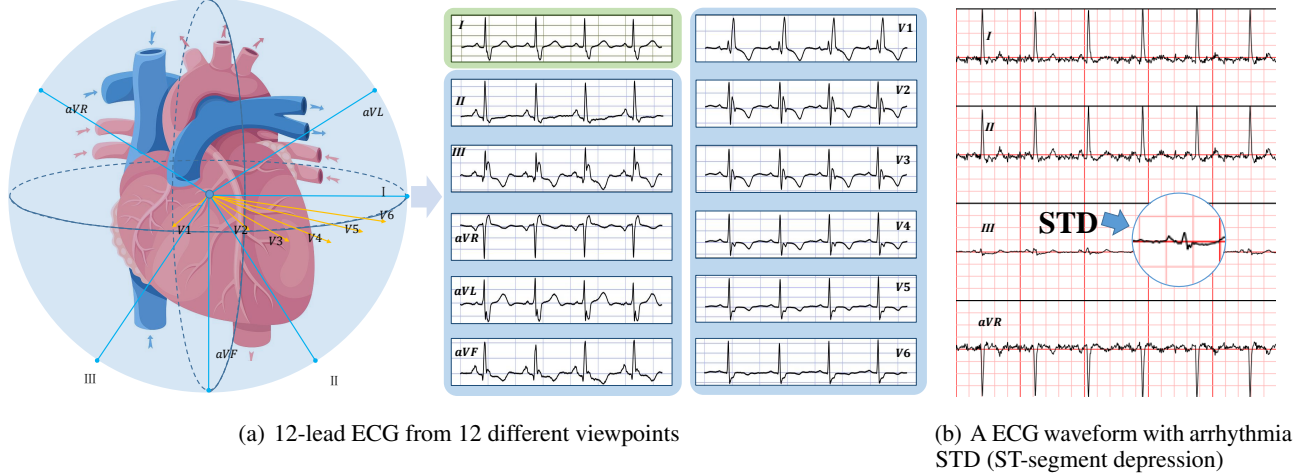 aVR
aVL
I
V6
V5
V4
V3
V2
V1
aVF
III
II
I
II
III
aVR
aVL
aVF
V1
V2
V3
V4
V5
V6
I
II
STD
III
aVR
(a) 12-lead ECG from 12 different viewpoints
(b) A ECG waveform with arrhythmia
STD (ST-segment depression)